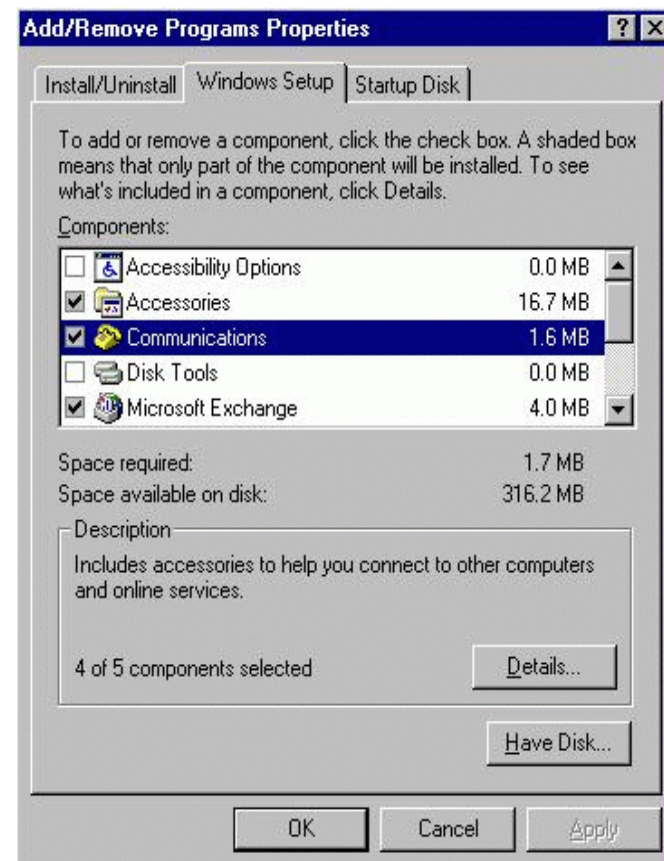 Add/Remove Programs Properties
Install/Uninstall Windows Setup Startup Disk
To add or remove a component, click the check box. A shaded box
means that only part of the component will be installed. To see
what's included in a component, click Details.
Components:
Accessibility Options 0.0 MB
Accessories 16.7 MB
Communications 1.6 MB
Disk Tools 0.0 MB
Microsoft Exchange 4.0 MB
Space required: 1.7 MB
Space available on disk: 316.2 MB
Description
Includes accessories to help you connect to other computers
and online services.
4 of 5 components selected Details...
Have Disk...
OK Cancel Apply